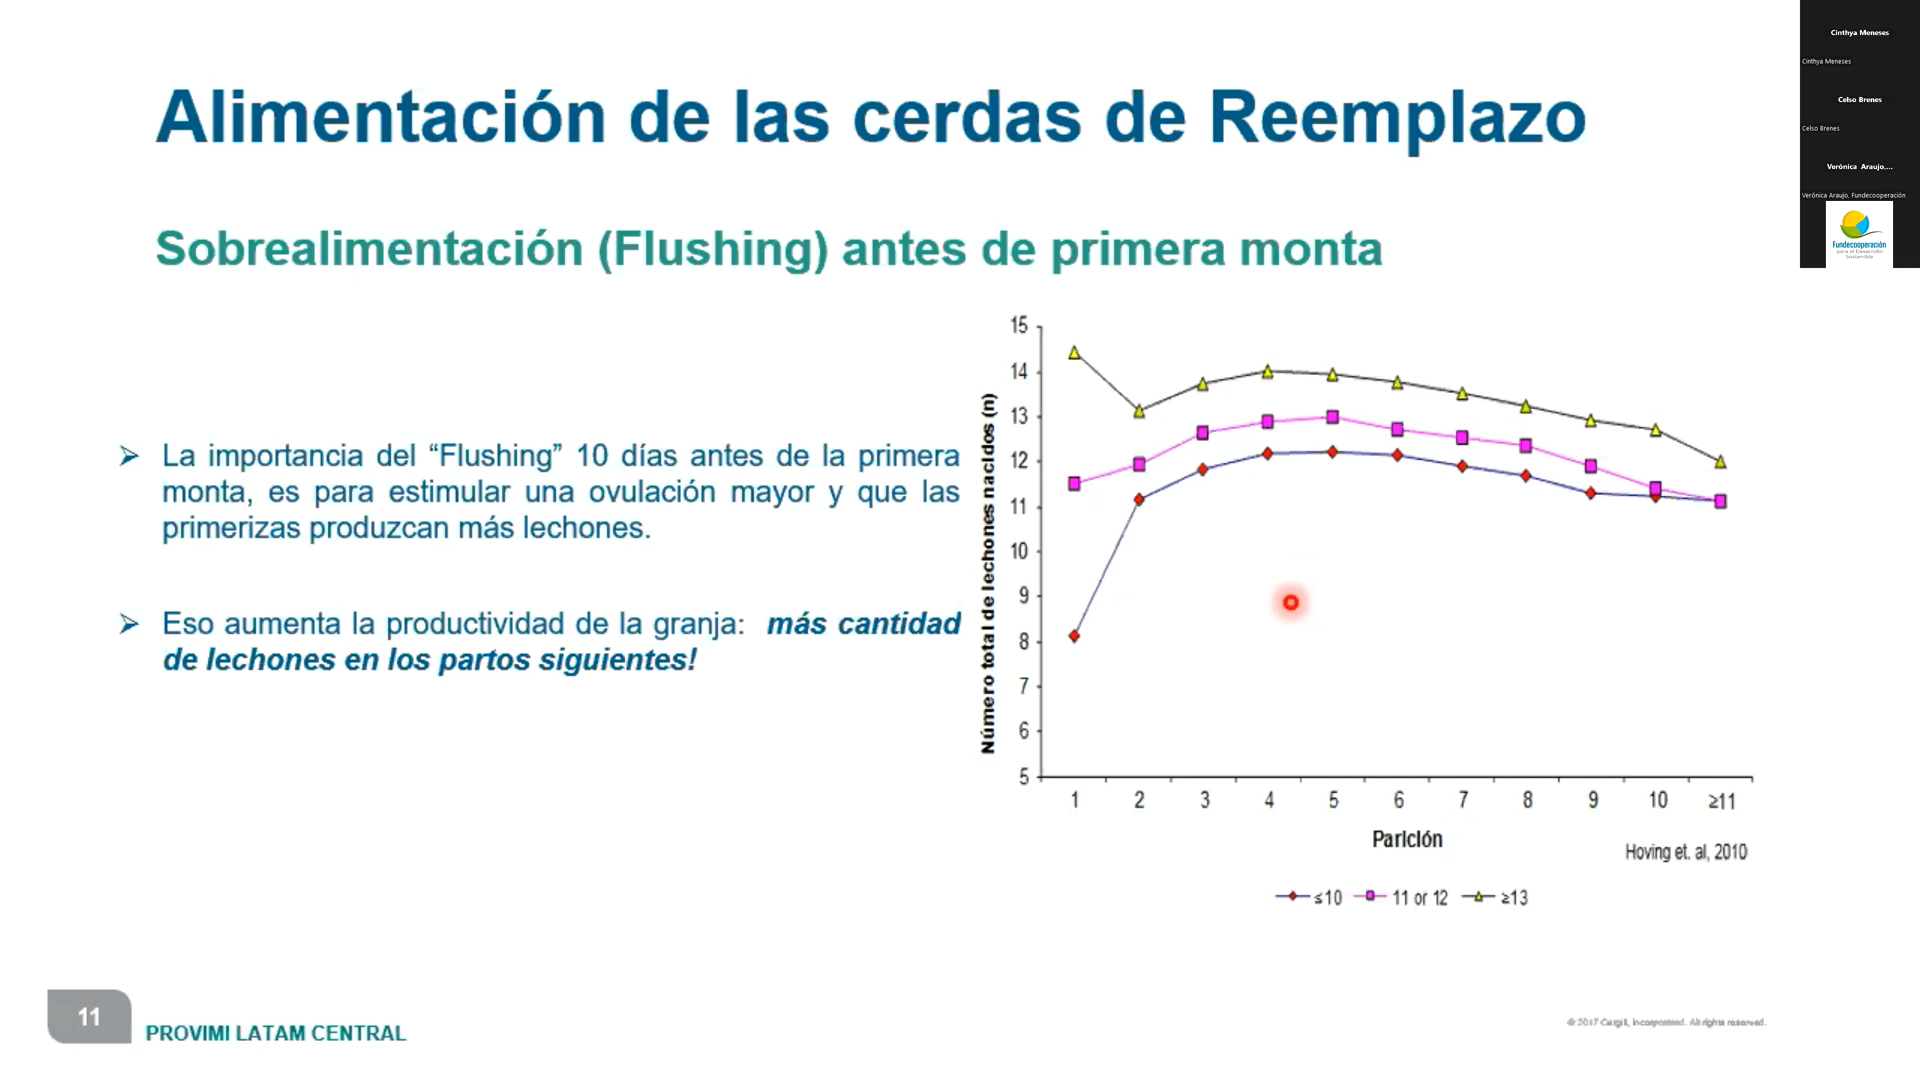 Alimentación de las cerdas de Reemplazo
Sobrealimentación (Flushing) antes de primera monta
La importancia del “Flushing” 10 días antes de la primera
monta, es para estimular una ovulación mayor y que las
primerizas produzcan más lechones.
Eso aumenta la productividad de la granja: más cantidad
de lechones en los partos siguientes!
Número total de lechones nacidos (n)
15
14
13
12
11
10
9
8
7
6
5
1 2 3 4 5 6 7 8 9 10 ≥11
Parición
Hoving et. al, 2010
≤10 11 or 12 ≥13
11
PROVIMI LATAM CENTRAL
© 2017 Cargill, Incorporated. All rights reserved.
Cinthya Meneses
Cinthya Meneses
Celso Brenes
Celso Brenes
Verónica Araujo,...
Verónica Araujo, Fundecooperación
Fundecooperación
para el Desarrollo
Sostenible